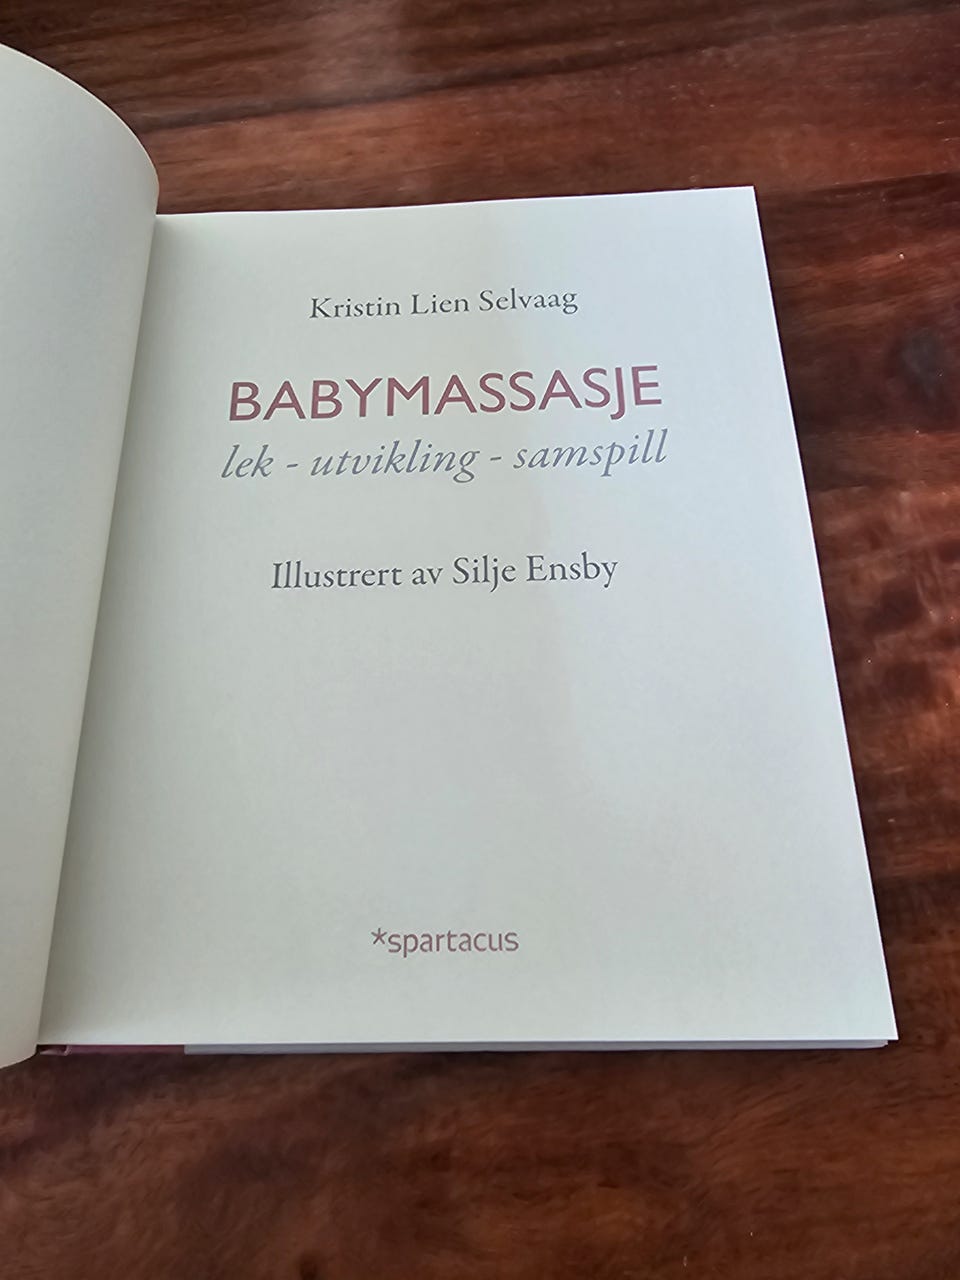 Kristin Lien Selvaag
BABYMASSASJE
lek - utvikling - samspill
Illustrert av Silje Ensby
*spartacus